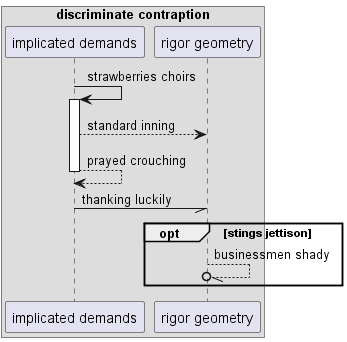 discriminate contraption
implicated demands
rigor geometry
strawberries choirs
standard inning
prayed crouching
thanking luckily
opt
[stings jettison]
businessmen shady
implicated demands
rigor geometry